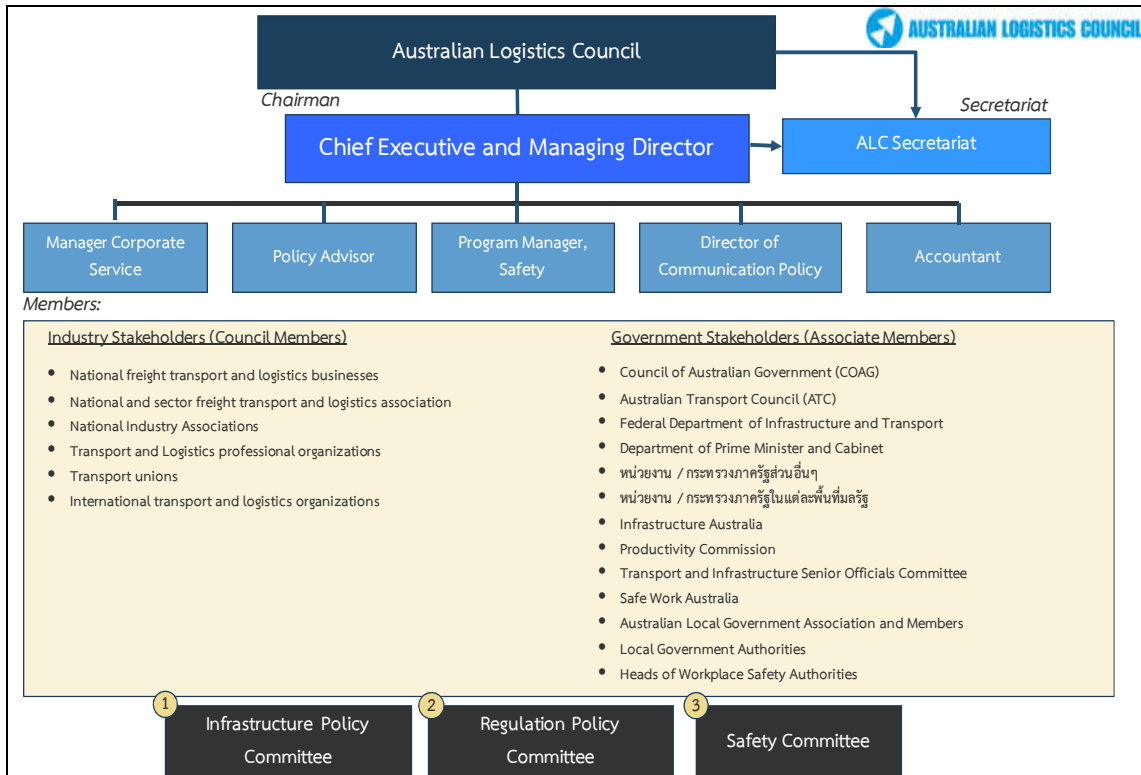 AUSTRALIAN LOGISTICS COUNCIL
Australian Logistics Council
Chairman
Secretariat
Chief Executive and Managing Director
ALC Secretariat
Manager Corporate
Service
Policy Advisor
Program Manager,
Safety
Director of
Communication Policy
Accountant
Members:
Industry Stakeholders (Council Members)
• National freight transport and logistics businesses
• National and sector freight transport and logistics association
• National Industry Associations
• Transport and Logistics professional organizations
• Transport unions
• International transport and logistics organizations
Government Stakeholders (Associate Members)
• Council of Australian Government (COAG)
• Australian Transport Council (ATC)
• Federal Department of Infrastructure and Transport
• Department of Prime Minister and Cabinet
• หน่วยงาน / กระทรวงภาครัฐส่วนอื่นๆ
• หน่วยงาน / กระทรวงภาครัฐในแต่ละพื้นที่มลรัฐ
• Infrastructure Australia
• Productivity Commission
• Transport and Infrastructure Senior Officials Committee
• Safe Work Australia
• Australian Local Government Association and Members
• Local Government Authorities
• Heads of Workplace Safety Authorities
1
Infrastructure Policy
Committee
2
Regulation Policy
Committee
3
Safety Committee